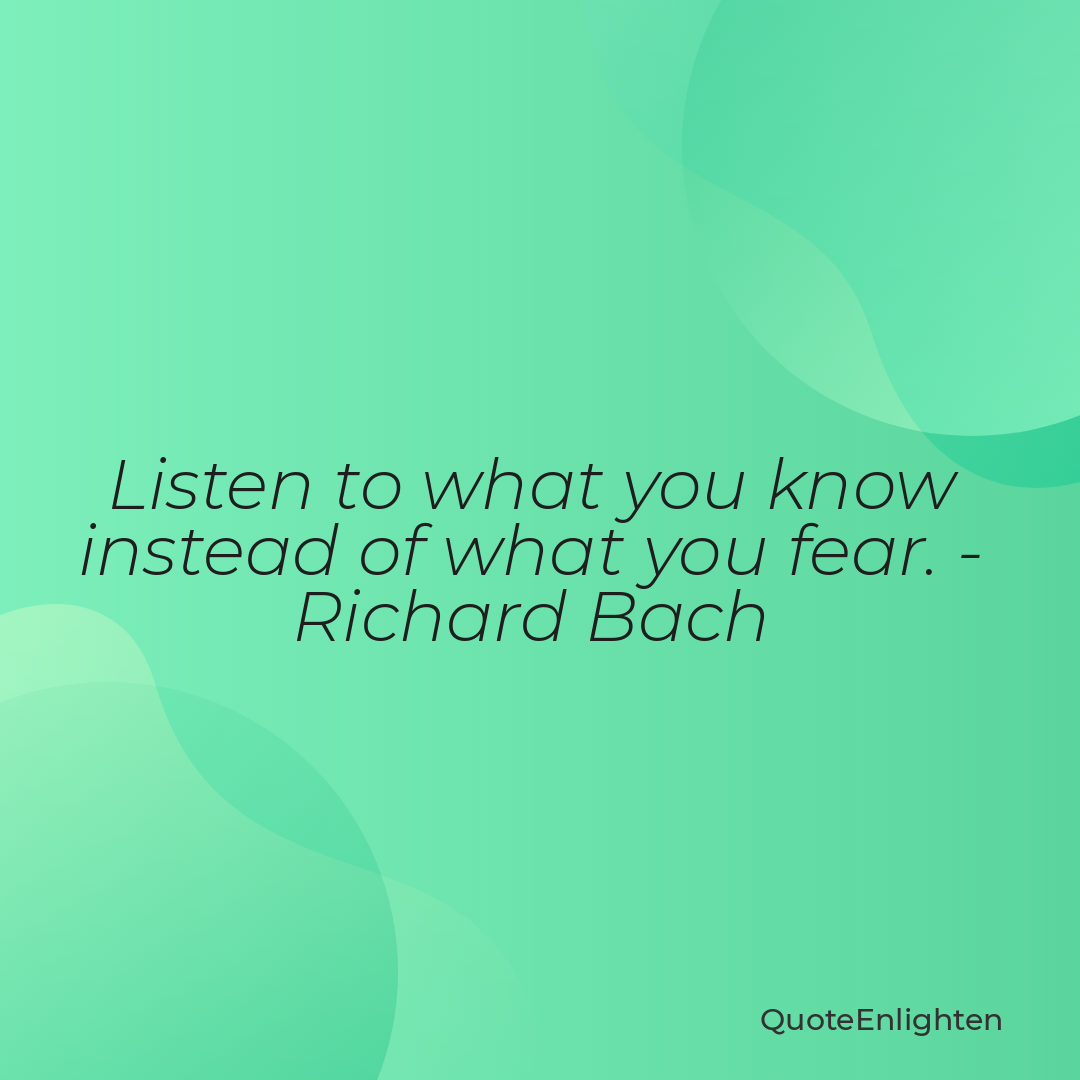 Listen to what you know
instead of what you fear. -
Richard Bach
QuoteEnlighten